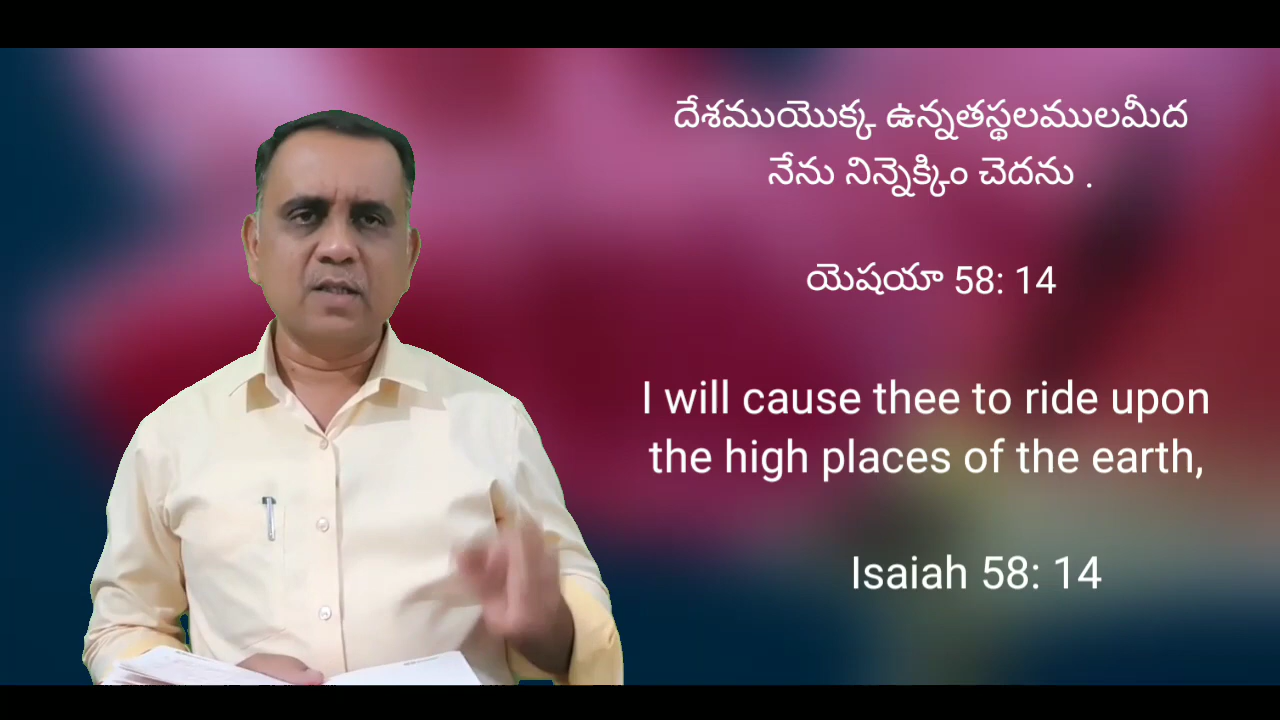 దేశముయొక్క ఉన్నతస్థలములమీద
నేను నిన్నెక్కిం చెదను .
యెషయా 58: 14
I will cause thee to ride upon
the high places of the earth,
Isaiah 58: 14